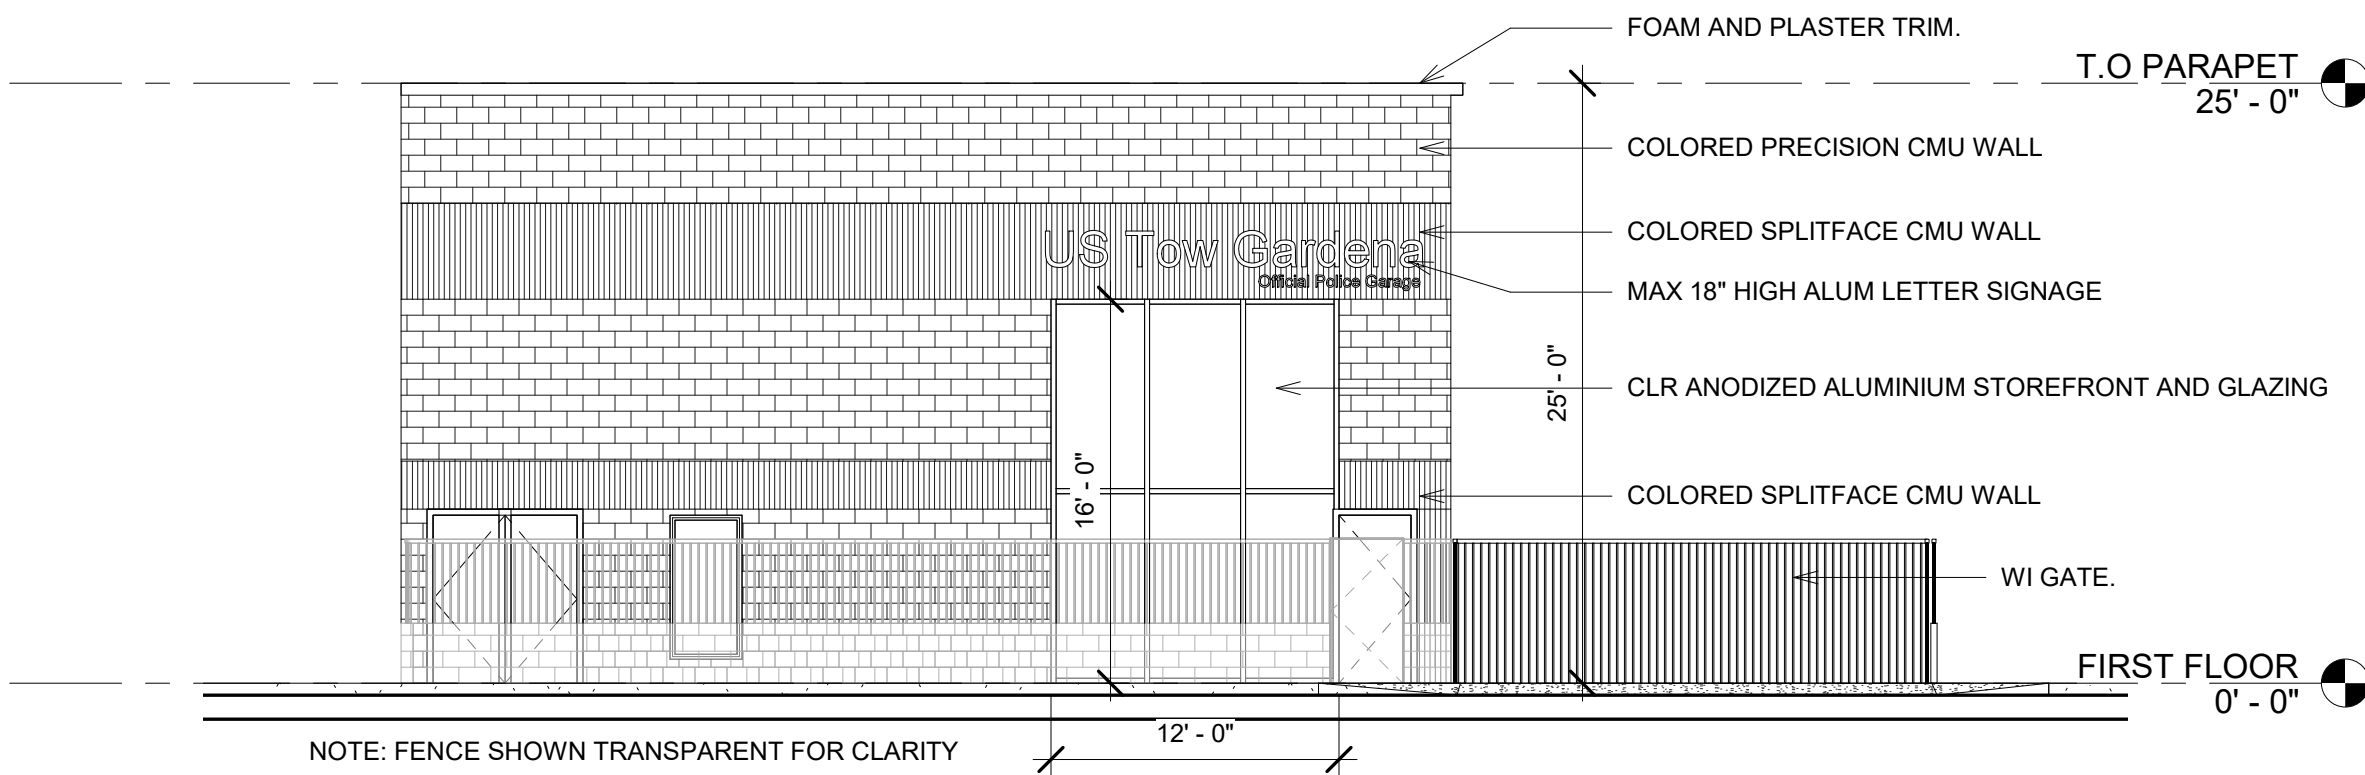 FOAM AND PLASTER TRIM.
T.O PARAPET
25' - 0"
COLORED PRECISION CMU WALL
COLORED SPLITFACE CMU WALL
US Tow Gardena
Official Police Garage
MAX 18" HIGH ALUM LETTER SIGNAGE
25' - 0"
CLR ANODIZED ALUMINIUM STOREFRONT AND GLAZING
16' - 0"
COLORED SPLITFACE CMU WALL
WI GATE.
FIRST FLOOR
0' - 0"
12' - 0"
NOTE: FENCE SHOWN TRANSPARENT FOR CLARITY